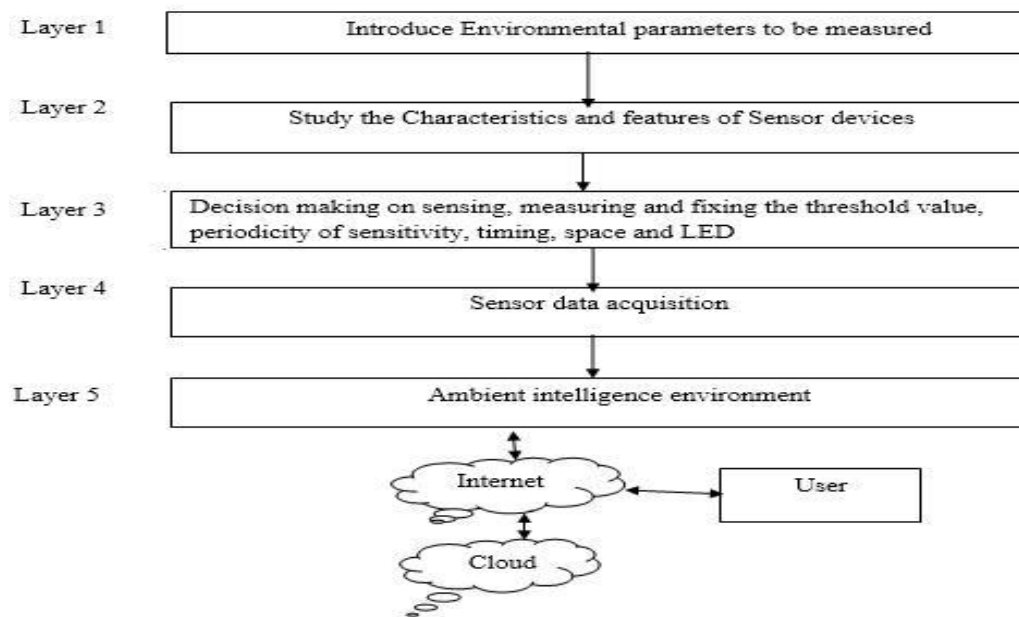 Layer 1
Introduce Environmental parameters to be measured
Layer 2
Study the Characteristics and features of Sensor devices
Layer 3
Decision making on sensing, measuring and fixing the threshold value,
periodicity of sensitivity, timing, space and LED
Layer 4
Sensor data acquisition
Layer 5
Ambient intelligence environment
Internet
User
Cloud